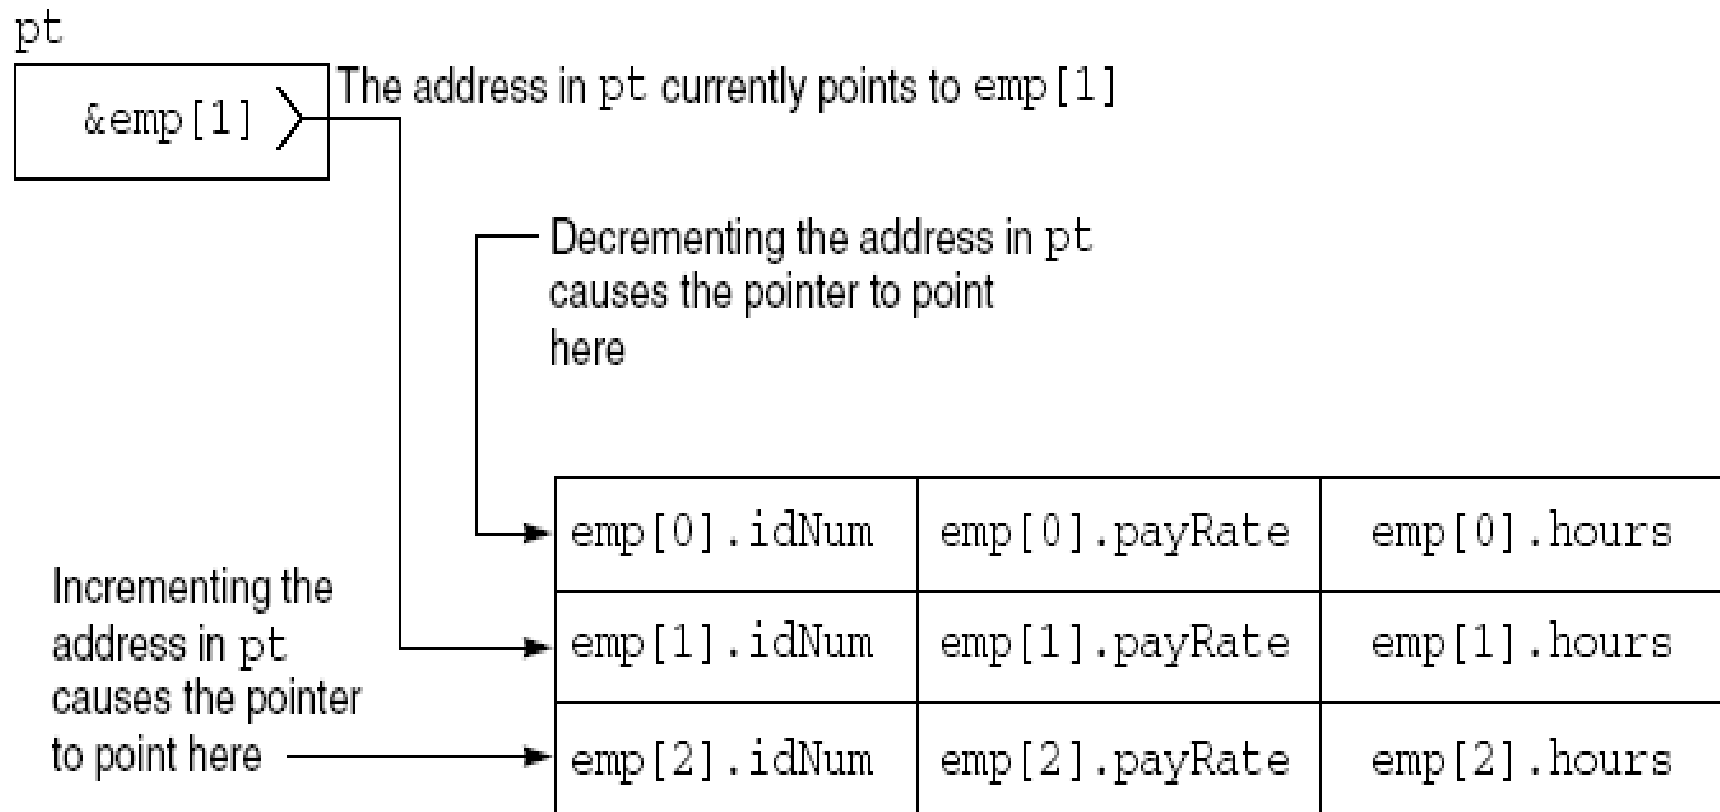 pt
&emp[1]
The address in pt currently points to emp[1]
Decrementing the address in pt
causes the pointer to point
here
Incrementing the
address in pt
causes the pointer
to point here
emp[0].idNum emp[0].payRate emp[0].hours
emp[1].idNum emp[1].payRate emp[1].hours
emp[2].idNum emp[2].payRate emp[2].hours